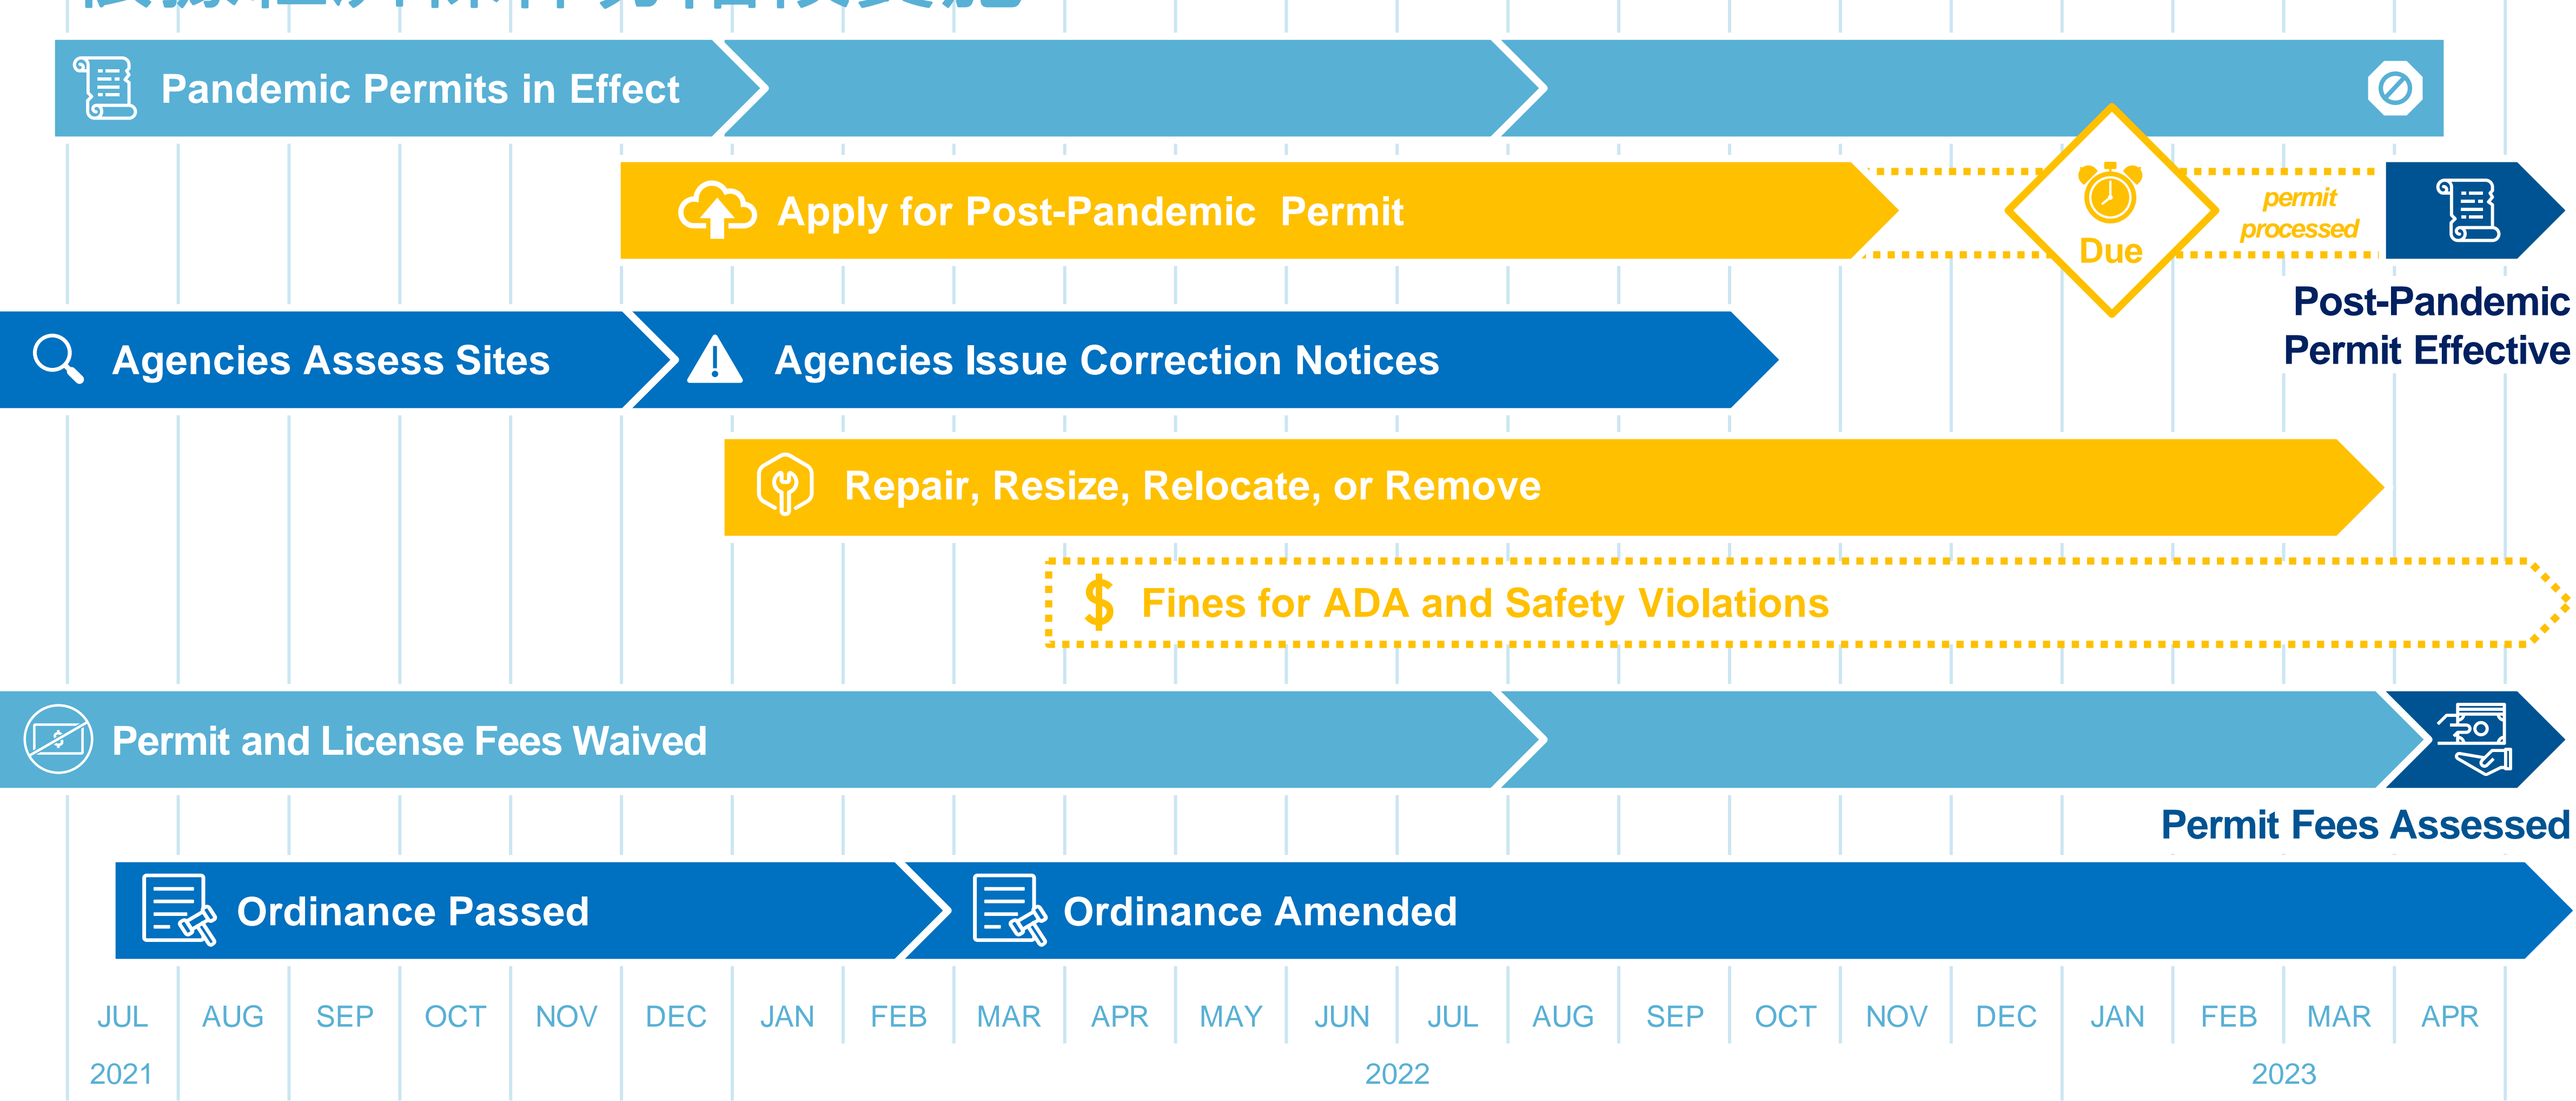 Pandemic Permits in Effect
Apply for Post-Pandemic Permit
Due
permit
processed
Post-Pandemic
Permit Effective
Agencies Assess Sites
Agencies Issue Correction Notices
Repair, Resize, Relocate, or Remove
$ Fines for ADA and Safety Violations
Permit and License Fees Waived
Permit Fees Assessed
Ordinance Passed
Ordinance Amended
JUL AUG SEP OCT NOV DEC JAN FEB MAR APR MAY JUN JUL AUG SEP OCT NOV DEC JAN FEB MAR APR
2021 2022 2023